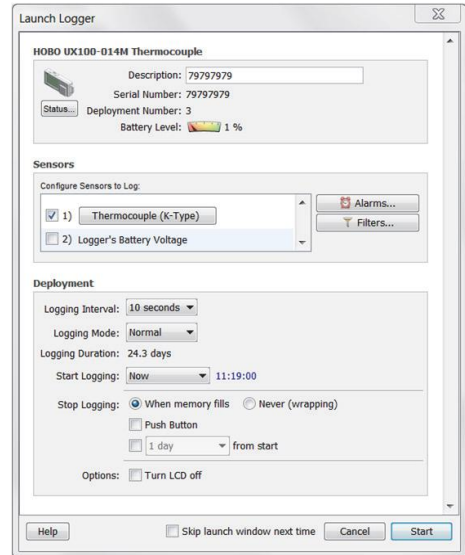 Launch Logger
HOBO UX100-014M Thermocouple
Description: 79797979
Serial Number: 79797979
Status... Deployment Number: 3
Battery Level: 1 %
Sensors
Configure Sensors to Log:
1) Thermocouple (K-Type)
2) Logger's Battery Voltage
Alarms...
Filters...
Deployment
Logging Interval: 10 seconds
Logging Mode: Normal
Logging Duration: 24.3 days
Start Logging: Now 11:19:00
Stop Logging: When memory fills Never (wrapping)
Push Button
1 day from start
Options: Turn LCD off
Help Skip launch window next time Cancel Start